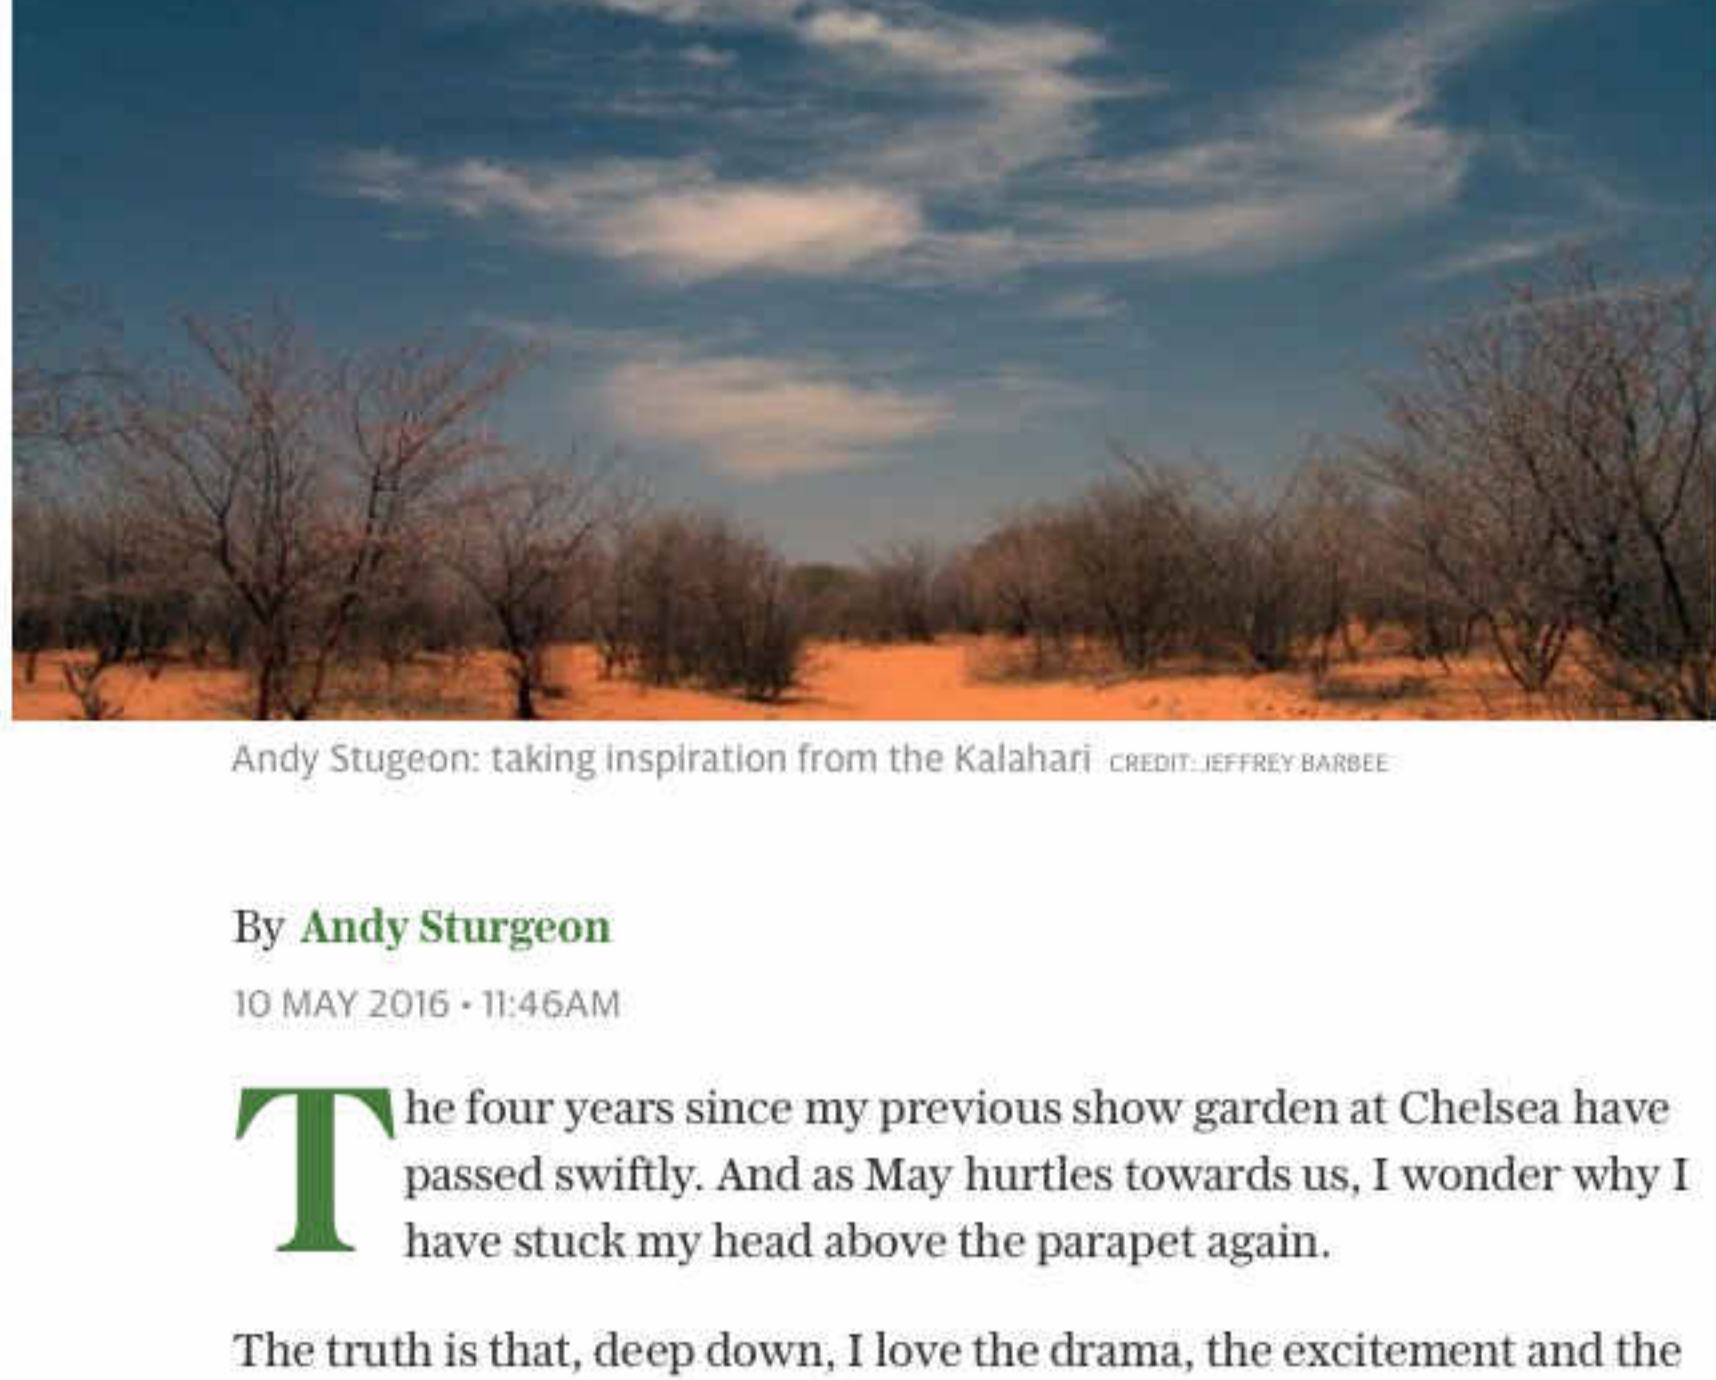 Andy Stugeon: taking inspiration from the Kalahari CREDIT: JEFFREY BARBEE
By Andy Sturgeon
10 MAY 2016 • 11:46AM
The four years since my previous show garden at Chelsea have
passed swiftly. And as May hurtles towards us, I wonder why I
have stuck my head above the parapet again.
The truth is that, deep down, I love the drama, the excitement and the